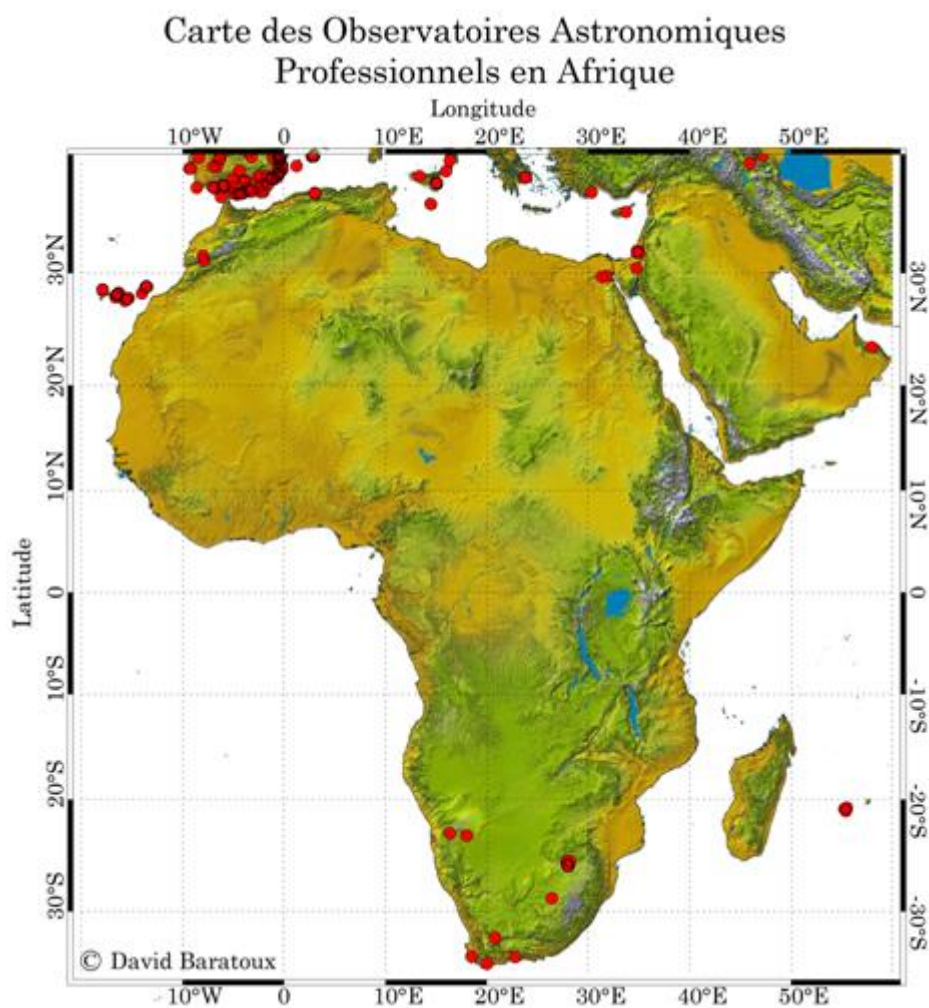 Carte des Observatoires Astronomiques
Professionnels en Afrique
Longitude
10°W 0 10°E 20°E 30°E 40°E 50°E
30°N 30°N
20°N 20°N
10°N 10°N
Latitude
0 0
10°S -10°S
20°S -20°S
30°S -30°S
© David Baratoux
10°W 0 10°E 20°E 30°E 40°E 50°E